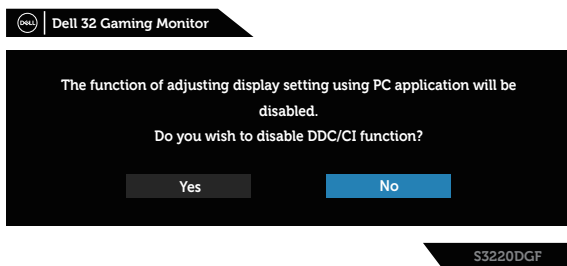 DELL
Dell 32 Gaming Monitor
The function of adjusting display setting using PC application will be
disabled.
Do you wish to disable DDC/CI function?
Yes No
S3220DGF